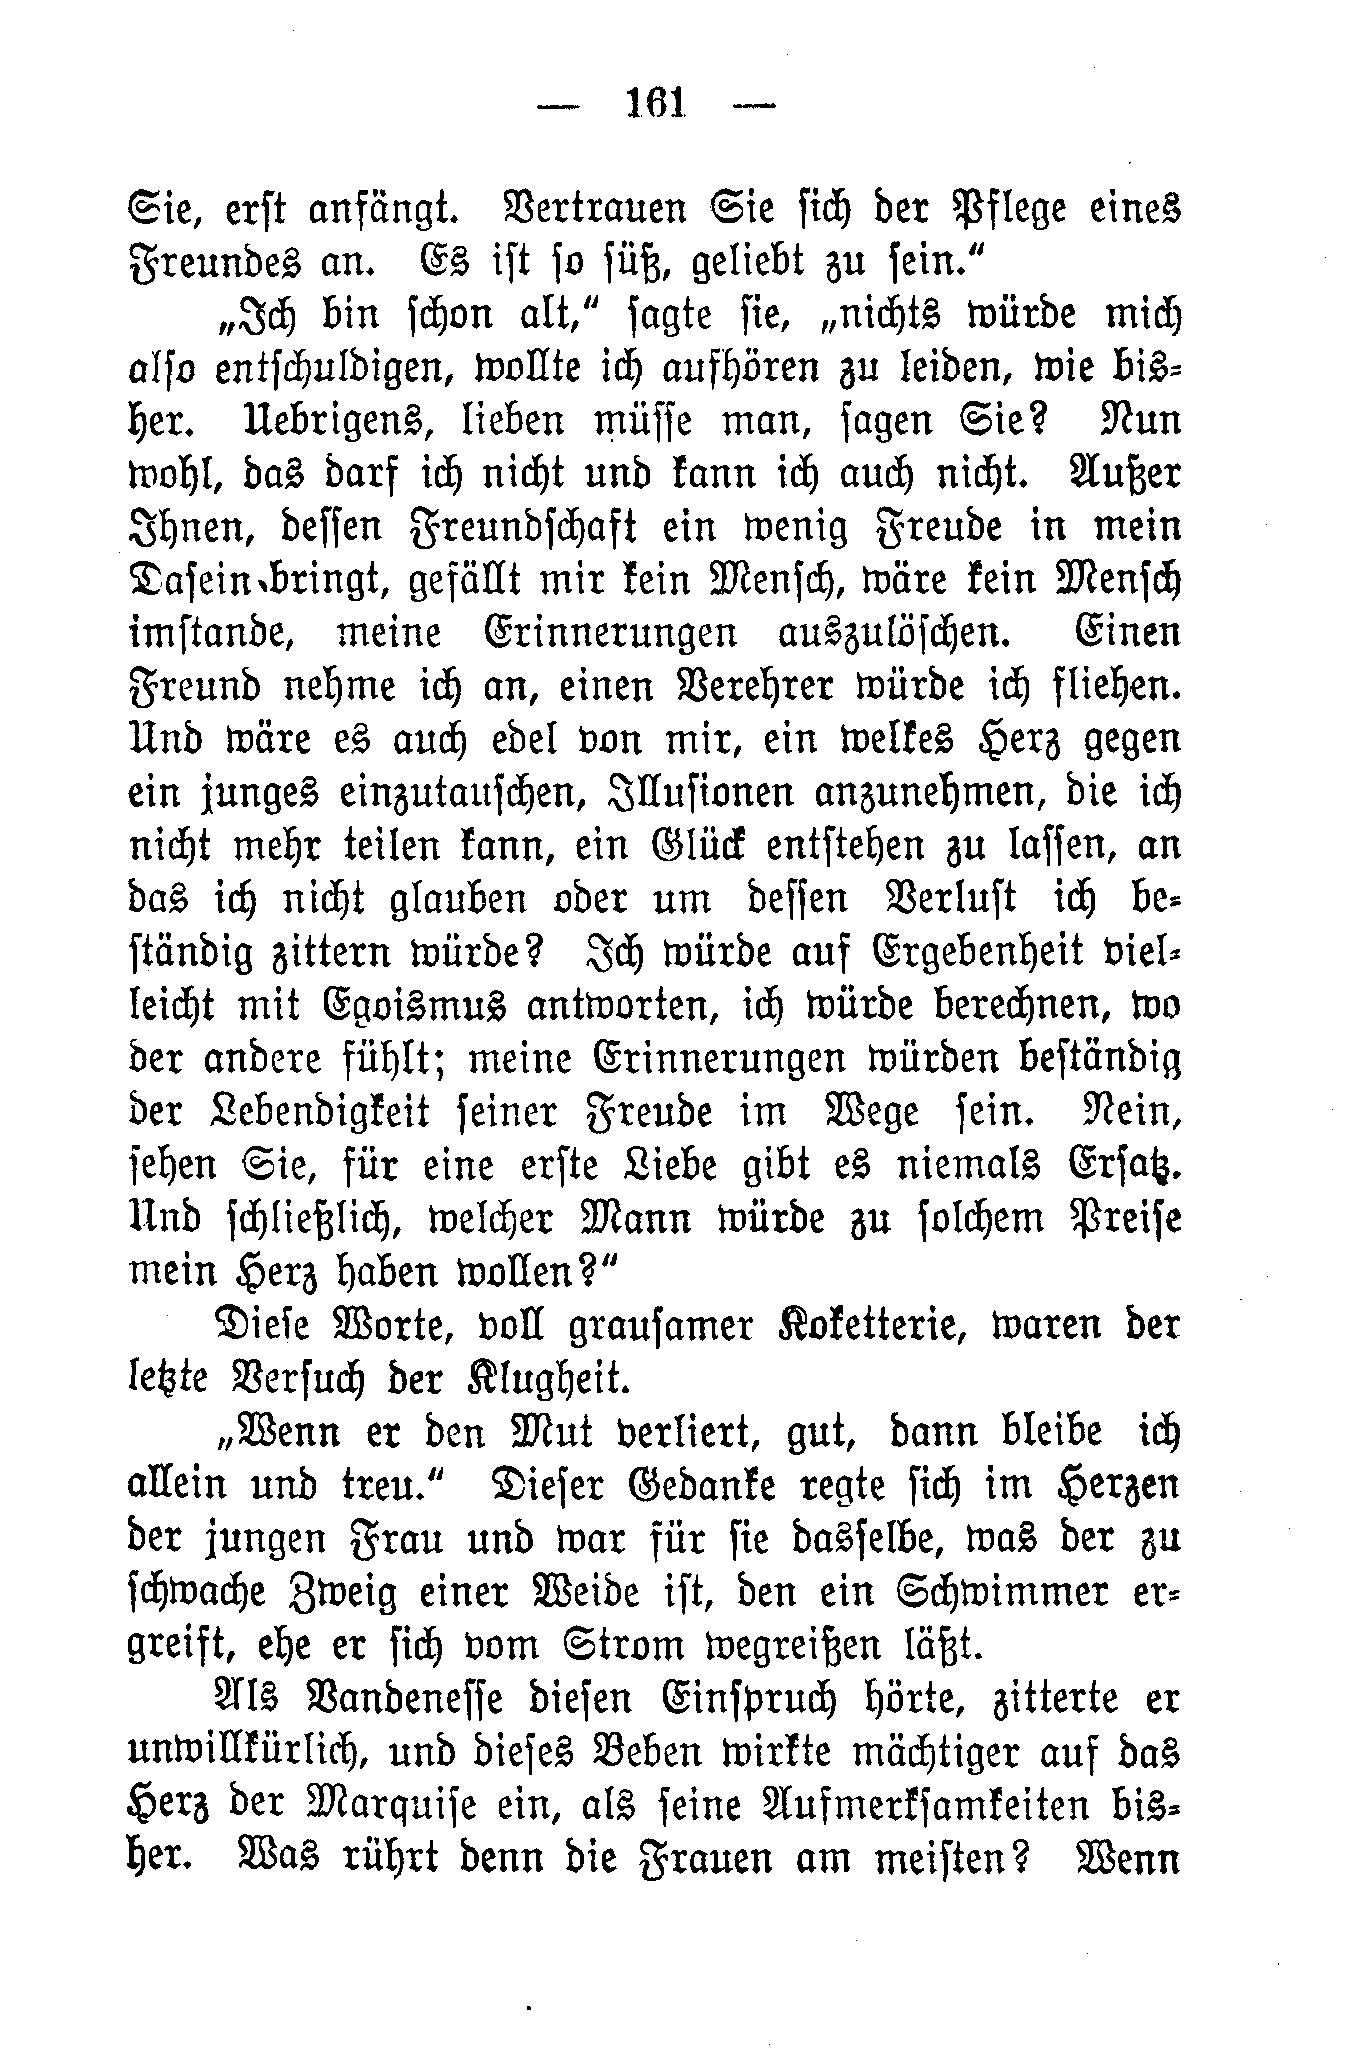 — 161 —
Sie, erst anfängt. Vertrauen Sie sich der Pflege eines
Freundes an. Es ist so süß, geliebt zu sein.“
„Ich bin schon alt,“ sagte sie, „nichts würde mich
also entschuldigen, wollte ich aufhören zu leiden, wie bis-
her. Uebrigens, lieben müsse man, sagen Sie? Nun
wohl, das darf ich nicht und kann ich auch nicht. Außer
Ihnen, dessen Freundschaft ein wenig Freude in mein
Dasein bringt, gefällt mir kein Mensch, wäre kein Mensch
imstande, meine Erinnerungen auszulöschen. Einen
Freund nehme ich an, einen Verehrer würde ich fliehen.
Und wäre es auch edel von mir, ein welkes Herz gegen
ein junges einzutauschen, Illusionen anzunehmen, die ich
nicht mehr teilen kann, ein Glück entstehen zu lassen, an
das ich nicht glauben oder um dessen Verlust ich be-
ständig zittern würde? Ich würde auf Ergebenheit viel-
leicht mit Egoismus antworten, ich würde berechnen, wo
der andere fühlt; meine Erinnerungen würden beständig
der Lebendigkeit seiner Freude im Wege sein. Nein,
sehen Sie, für eine erste Liebe gibt es niemals Ersatz.
Und schließlich, welcher Mann würde zu solchem Preise
mein Herz haben wollen?“
Diese Worte, voll grausamer Koketterie, waren der
letzte Versuch der Klugheit.
„Wenn er den Mut verliert, gut, dann bleibe ich
allein und treu.“ Dieser Gedanke regte sich im Herzen
der jungen Frau und war für sie dasselbe, was der zu
schwache Zweig einer Weide ist, den ein Schwimmer er-
greift, ehe er sich vom Strom wegreißen läßt.
Als Vandenesse diesen Einspruch hörte, zitterte er
unwillkürlich, und dieses Beben wirkte mächtiger auf das
Herz der Marquise ein, als seine Aufmerksamkeiten bis-
her. Was rührt denn die Frauen am meisten? Wenn